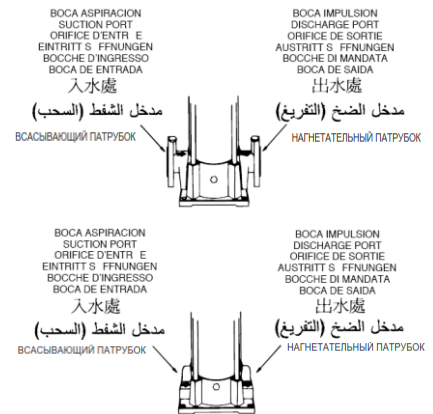 BOCA ASPIRACION
SUCTION PORT
ORIFICE D'ENTR E
EINTRITT S FFNUNGEN
BOCCHE D'INGRESSO
BOCA DE ENTRADA
入水處
مدخل الشفط (السحب)
ВСАСЫВАЮЩИЙ ПАТРУБОК
BOCA IMPULSION
DISCHARGE PORT
ORIFICE DE SORTIE
AUSTRITT S FFNUNGEN
BOCCHE DI MANDATA
BOCA DE SAIDA
出水處
مدخل الضخ (التفريغ)
НАГНЕТАТЕЛЬНЫЙ ПАТРУБОК
BOCA ASPIRACION
SUCTION PORT
ORIFICE D'ENTR E
EINTRITT S FFNUNGEN
BOCCHE D'INGRESSO
BOCA DE ENTRADA
入水處
مدخل الشفط (السحب)
ВСАСЫВАЮЩИЙ ПАТРУБОК
BOCA IMPULSION
DISCHARGE PORT
ORIFICE DE SORTIE
AUSTRITT S FFNUNGEN
BOCCHE DI MANDATA
BOCA DE SAIDA
出水處
مدخل الضخ (التفريغ)
НАГНЕТАТЕЛЬНЫЙ ПАТРУБОК